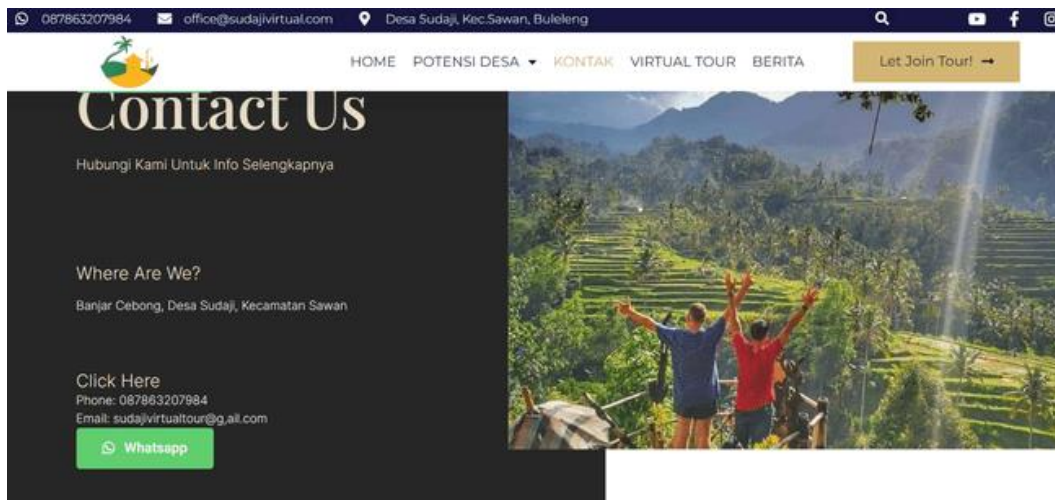 087863207984 office@sudajivirtual.com Desa Sudaji, Kec.Sawan, Buleleng
HOME POTENSI DESA KONTAK VIRTUAL TOUR BERITA Let Join Tour!
Contact Us
Hubungi Kami Untuk Info Selengkapnya
Where Are We?
Banjar Cebong, Desa Sudaji, Kecamatan Sawan
Click Here
Phone: 087863207984
Email: sudajivirtualtour@g,ail.com
Whatsapp